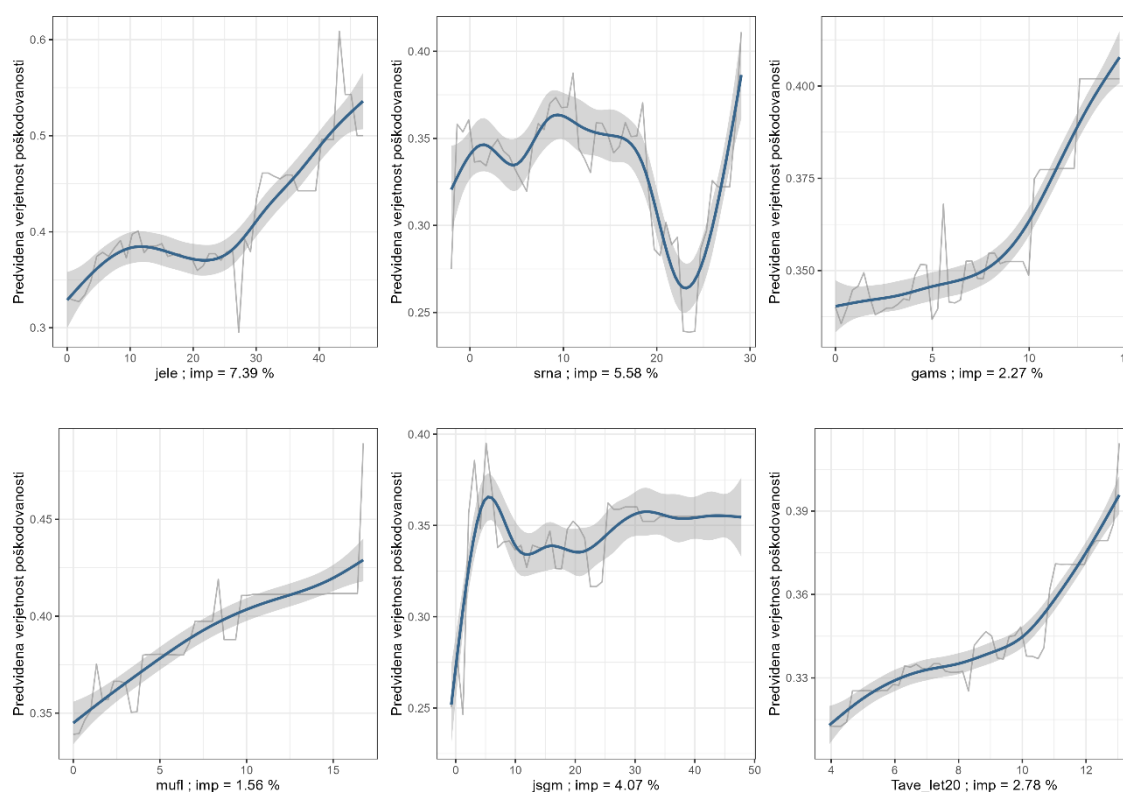 Predvidena verjetnost poškodovanosti
0.6
0.5
0.4
0.3
0 10 20 30 40
jele ; imp = 7.39 %
Predvidena verjetnost poškodovanosti
0.40
0.35
0.30
0.25
0 10 20 30
srna ; imp = 5.58 %
Predvidena verjetnost poškodovanosti
0.400
0.375
0.350
0 5 10 15
gams ; imp = 2.27 %
Predvidena verjetnost poškodovanosti
0.45
0.40
0.35
0 5 10 15
mufl ; imp = 1.56 %
Predvidena verjetnost poškodovanosti
0.40
0.35
0.30
0.25
0 10 20 30 40 50
jsgm ; imp = 4.07 %
Predvidena verjetnost poškodovanosti
0.39
0.36
0.33
4 6 8 10 12
Tave_let20 ; imp = 2.78 %